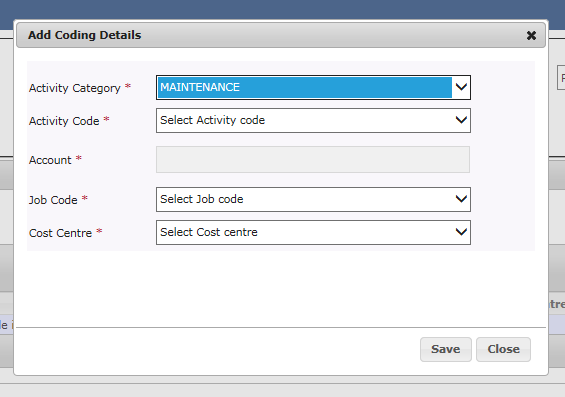 Add Coding Details
Activity Category * MAINTENANCE
Activity Code * Select Activity code
Account *
Job Code * Select Job code
Cost Centre * Select Cost centre
Save Close